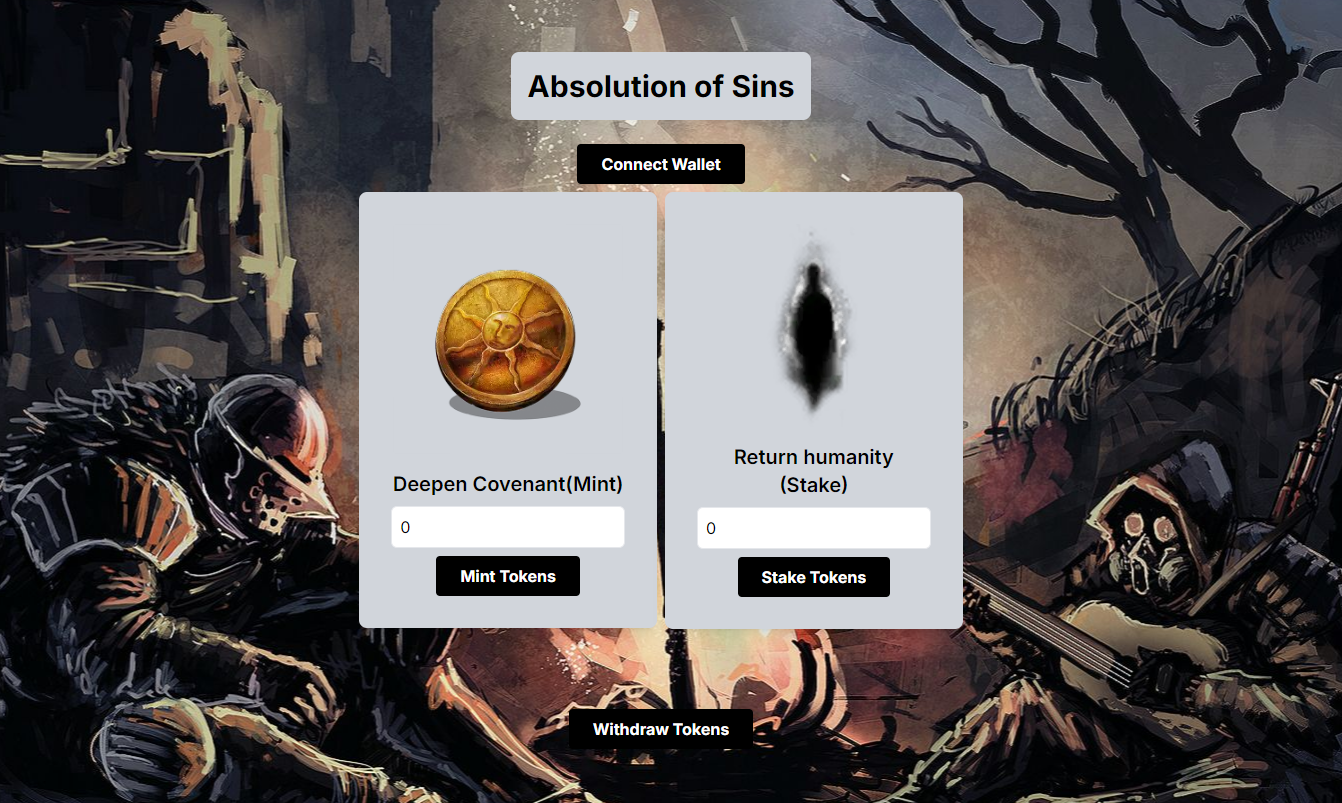 Absolution of Sins
Connect Wallet
Deepen Covenant(Mint)
0
Mint Tokens
Return humanity
(Stake)
0
Stake Tokens
Withdraw Tokens